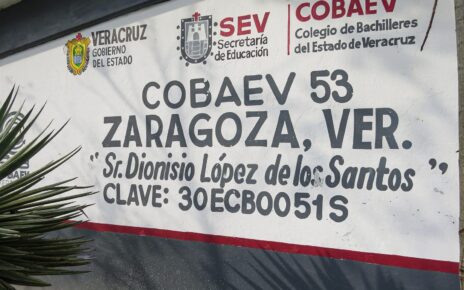 VERACRUZ
GOBIERNO
DEL ESTADO
SEV
Secretaría
de Educación
COBAEV
Colegio de Bachilleres
del Estado de Veracruz
COBAEV 53
ZARAGOZA, VER.
"Sr. Dionisio López de los Santos"
CLAVE: 30ECB0051S